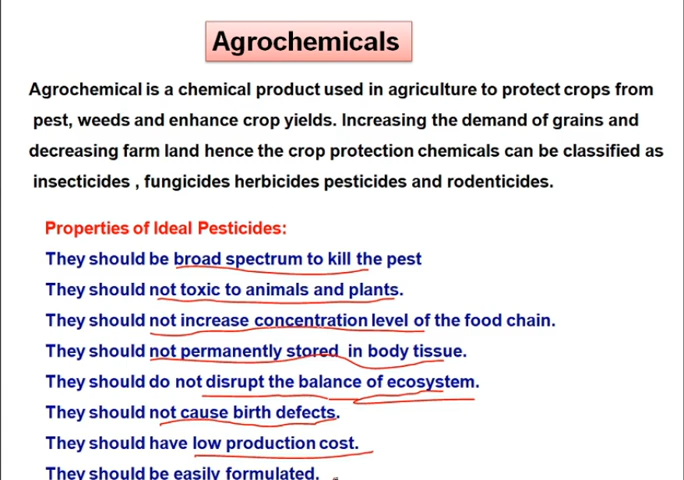 Agrochemicals
Agrochemical is a chemical product used in agriculture to protect crops from
pest, weeds and enhance crop yields. Increasing the demand of grains and
decreasing farm land hence the crop protection chemicals can be classified as
insecticides , fungicides herbicides pesticides and rodenticides.
Properties of Ideal Pesticides:
They should be broad spectrum to kill the pest
They should not toxic to animals and plants.
They should not increase concentration level of the food chain.
They should not permanently stored in body tissue.
They should do not disrupt the balance of ecosystem.
They should not cause birth defects.
They should have low production cost.
They should be easily formulated.